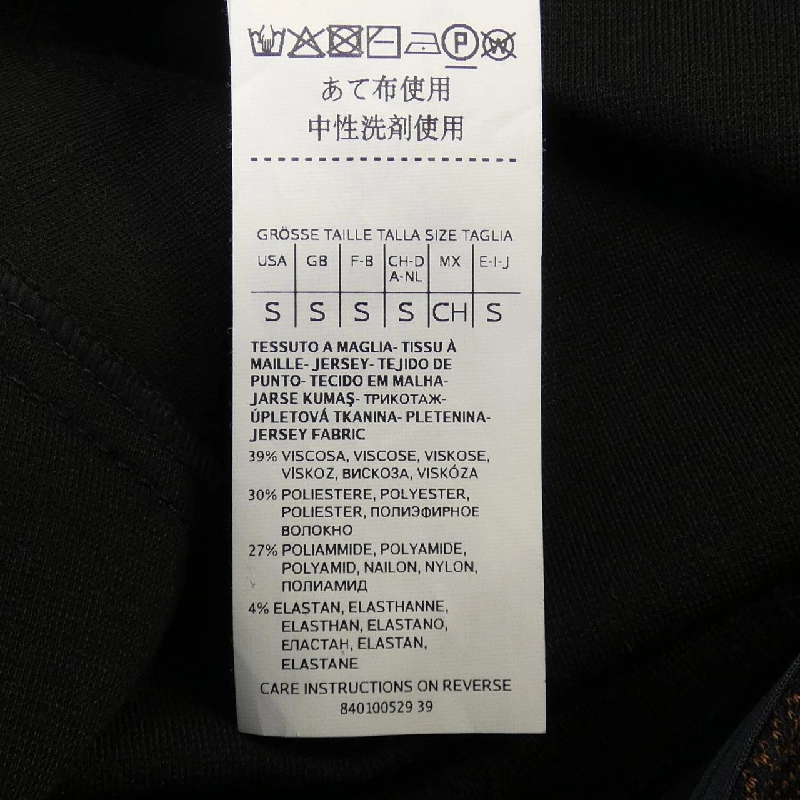 P W
あて布使用
中性洗剤使用
GRÖSSE TAILLE TALLA SIZE TAGLIA
USA GB F-B CH-D A-NL MX E-I-J
S S S S CH S
TESSUTO A MAGLIA- TISSU À
MAILLE- JERSEY- TEJIDO DE
PUNTO- TECIDO EM MALHA-
JARSE KUMAŞ- ТРИКОТАЖ-
ÚPLETOVÁ TKANINA- PLETENINA-
JERSEY FABRIC
39% VISCOSA, VISCOSE, VISKOSE,
VİSKOZ, ВИСКОЗА, VISKÓZA
30% POLIESTERE, POLYESTER,
POLIESTER, ПОЛИЭФИРНОЕ
ВОЛОКНО
27% POLIAMMIDE, POLYAMIDE,
POLYAMID, NAILON, NYLON,
ПОЛИАМИД
4% ELASTAN, ELASTHANNE,
ELASTHAN, ELASTANO,
ЕЛАСТАН, ELASTAN,
ELASTANE
CARE INSTRUCTIONS ON REVERSE
840100529 39